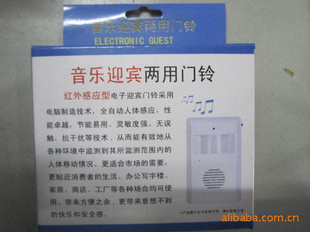 音乐迎宾两用门铃
ELECTRONIC GUEST
音乐迎宾两用门铃
红外感应型电子迎宾门铃采用
电脑制造技术，全自动人体感应、性
能卓越、节能易用、灵敏度强、无误
触、抗干扰等技术，从而能有效地从
各种环境中监测到其所监测范围内的
人体移动情况。更适合市场的需要，
更贴近消费者的生活、办公写字楼、
家居、商店、工厂等各种场合均可使
用、带来方便之余，更带来意想不到
的快乐和安全感。
alibaba.com.cn